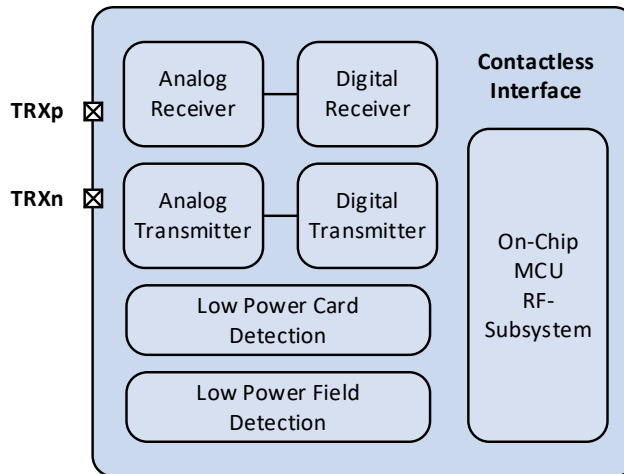 Analog
Receiver
Digital
Receiver
Contactless
Interface
TRXp
TRXn
Analog
Transmitter
Digital
Transmitter
On-Chip
MCU
RF-
Subsystem
Low Power Card
Detection
Low Power Field
Detection